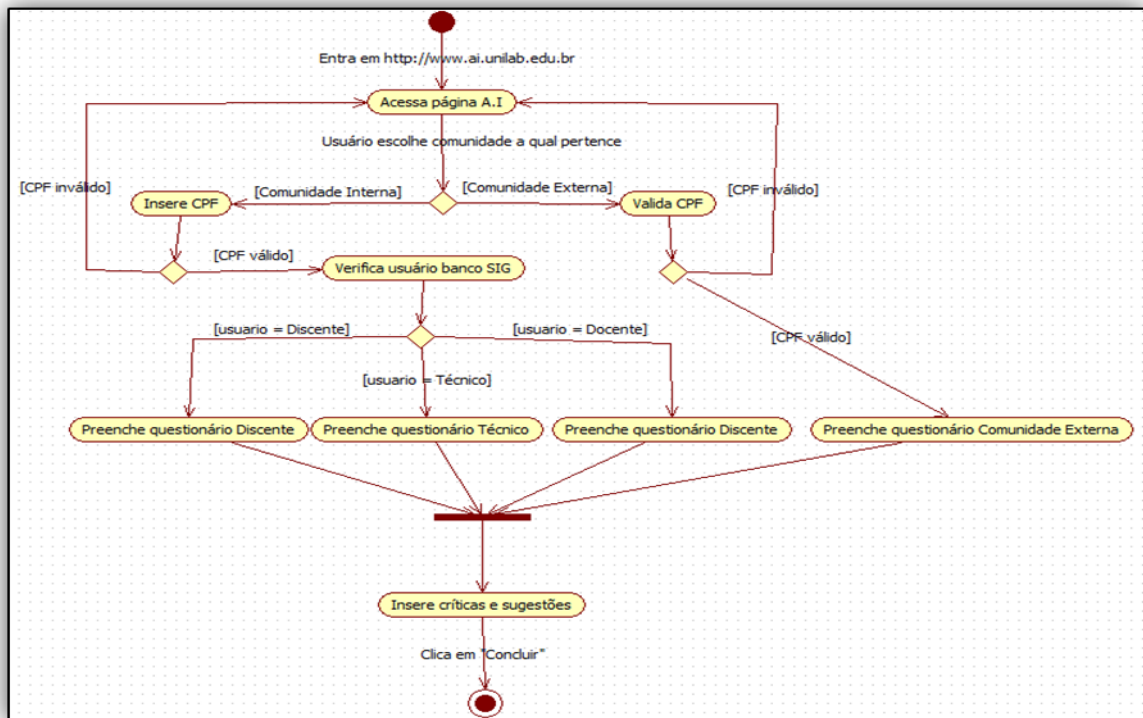 Entra em http://www.ai.unilab.edu.br
Acessa página A.I
Usuário escolhe comunidade a qual pertence
[CPF inválido]
[Comunidade Interna]
[Comunidade Externa]
[CPF inválido]
Insere CPF
Valida CPF
[CPF válido]
Verifica usuário banco SIG
[usuario = Discente]
[usuario = Docente]
[CPF válido]
[usuario = Técnico]
Preenche questionário Discente
Preenche questionário Técnico
Preenche questionário Discente
Preenche questionário Comunidade Externa
Insere críticas e sugestões
Clica em "Concluir"